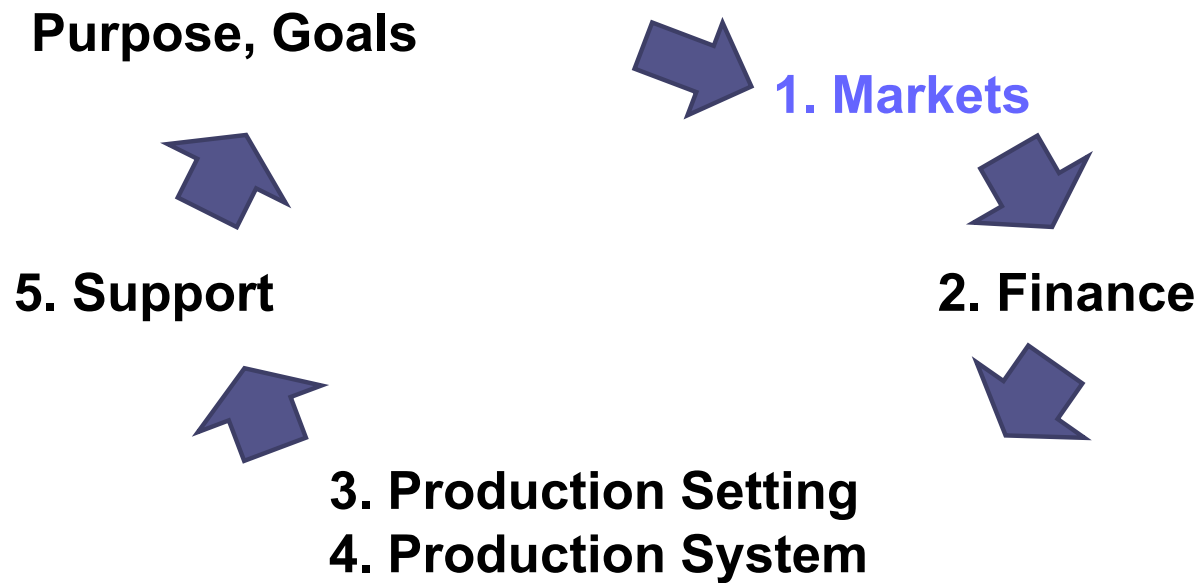 Purpose, Goals
1. Markets
2. Finance
3. Production Setting
4. Production System
5. Support